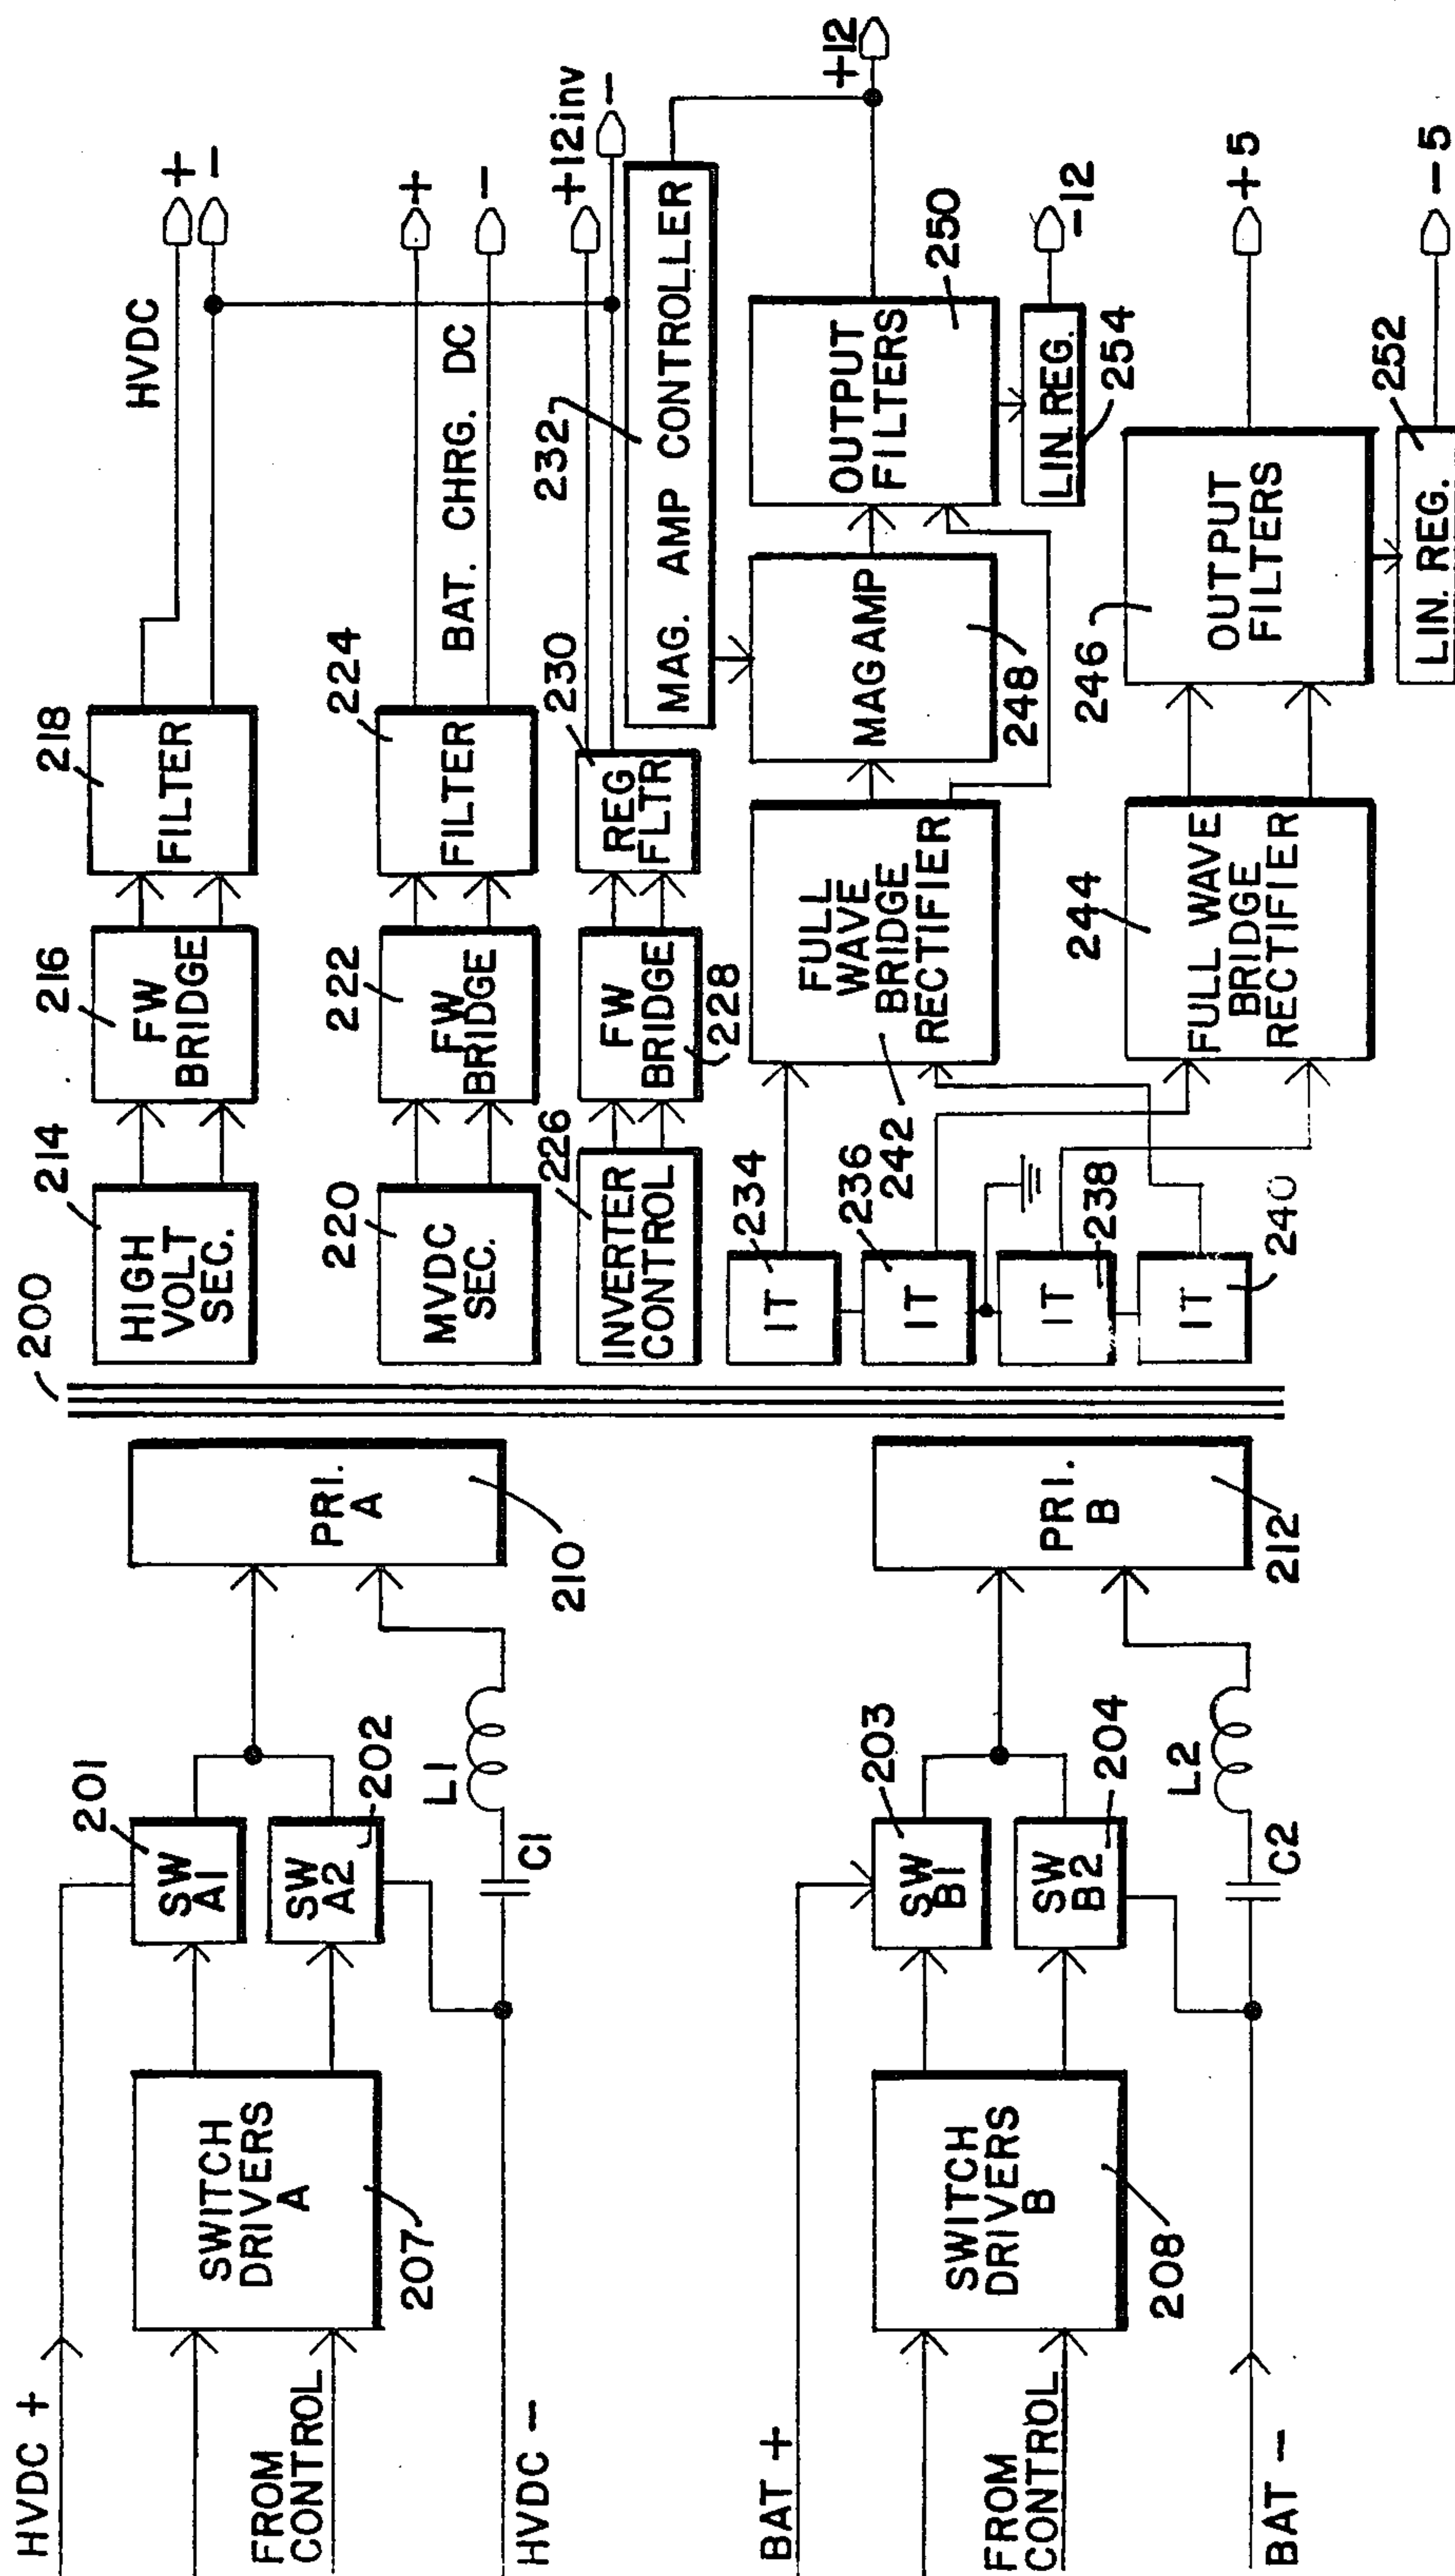 HVDC +
FROM
CONTROL
HVDC -
SWITCH
DRIVERS
A
207
SW
A1
201
SW
A2
202
C1
L1
PRI.
A
210
BAT +
FROM
CONTROL
BAT -
SWITCH
DRIVERS
B
208
SW
B1
203
SW
B2
204
C2
L2
PRI.
B
212
200
HIGH
VOLT
SEC.
214
FW
BRIDGE
216
FILTER
218
HVDC
+
-
MVDC
SEC.
220
FW
BRIDGE
222
FILTER
224
BAT. CHRG. DC
+
-
INVERTER
CONTROL
226
FW
BRIDGE
228
REG
FLTR
230
+12inv
-
MAG. AMP CONTROLLER
232
IT
234
IT
236
IT
238
IT
240
FULL
WAVE
BRIDGE
RECTIFIER
242
MAGAMP
248
OUTPUT
FILTERS
250
+12
LIN. REG.
254
-12
FULL WAVE
BRIDGE
RECTIFIER
244
OUTPUT
FILTERS
246
+5
LIN. REG.
252
-5